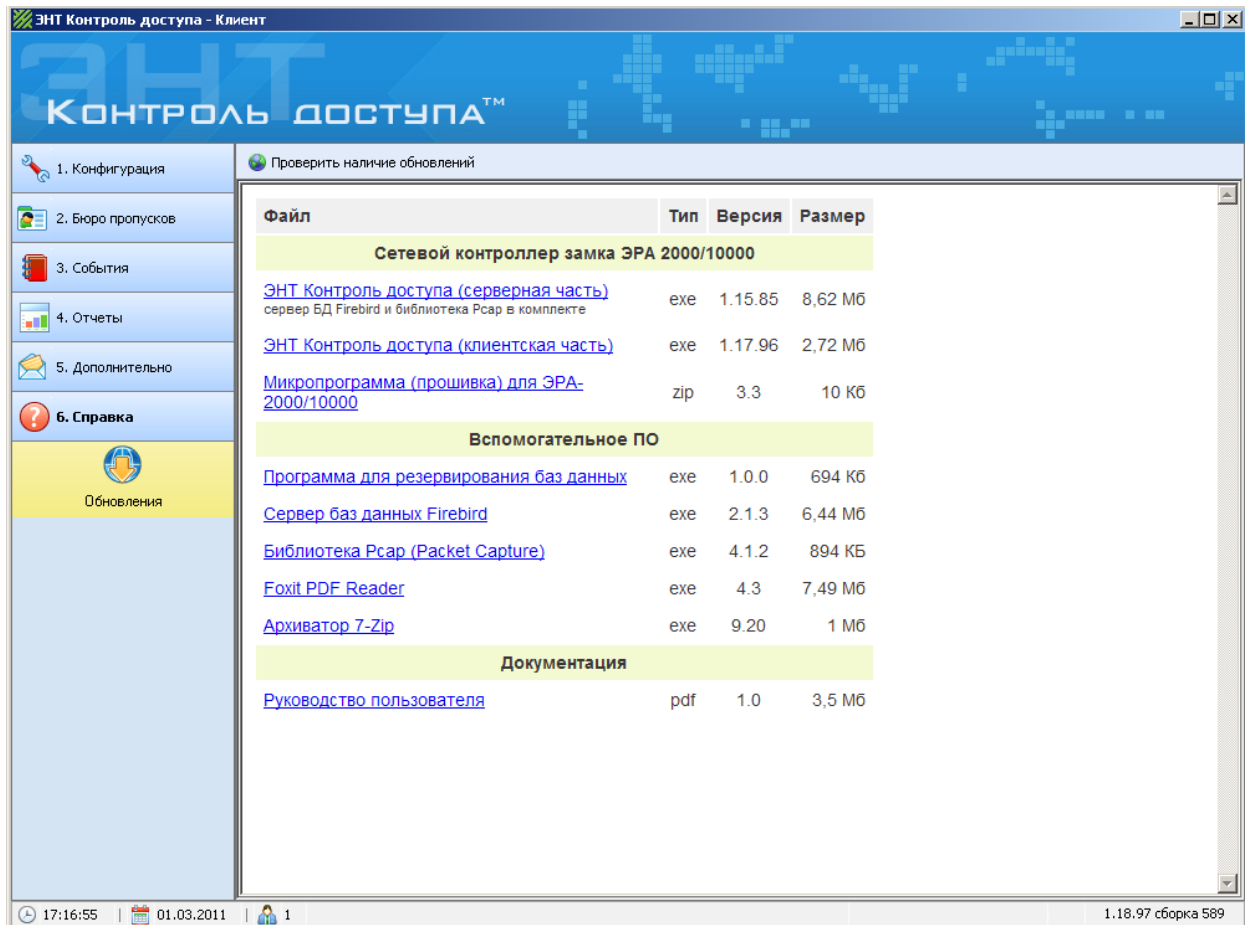 ЭНТ Контроль доступа - Клиент
ЭНТ
КОНТРОЛЬ ДОСТУПА™
1. Конфигурация
2. Бюро пропусков
3. События
4. Отчеты
5. Дополнительно
6. Справка
Обновления
Проверить наличие обновлений
Файл Тип Версия Размер
Сетевой контроллер замка ЭРА 2000/10000
ЭНТ Контроль доступа (серверная часть) exe 1.15.85 8,62 Мб
сервер БД Firebird и библиотека Pcap в комплекте
ЭНТ Контроль доступа (клиентская часть) exe 1.17.96 2,72 Мб
Микропрограмма (прошивка) для ЭРА-
2000/10000 zip 3.3 10 Кб
Вспомогательное ПО
Программа для резервирования баз данных exe 1.0.0 694 Кб
Сервер баз данных Firebird exe 2.1.3 6,44 Мб
Библиотека Pcap (Packet Capture) exe 4.1.2 894 КБ
Foxit PDF Reader exe 4.3 7,49 Мб
Архиватор 7-Zip exe 9.20 1 Мб
Документация
Руководство пользователя pdf 1.0 3,5 Мб
17:16:55 | 01.03.2011 | 1 1.18.97 сборка 589